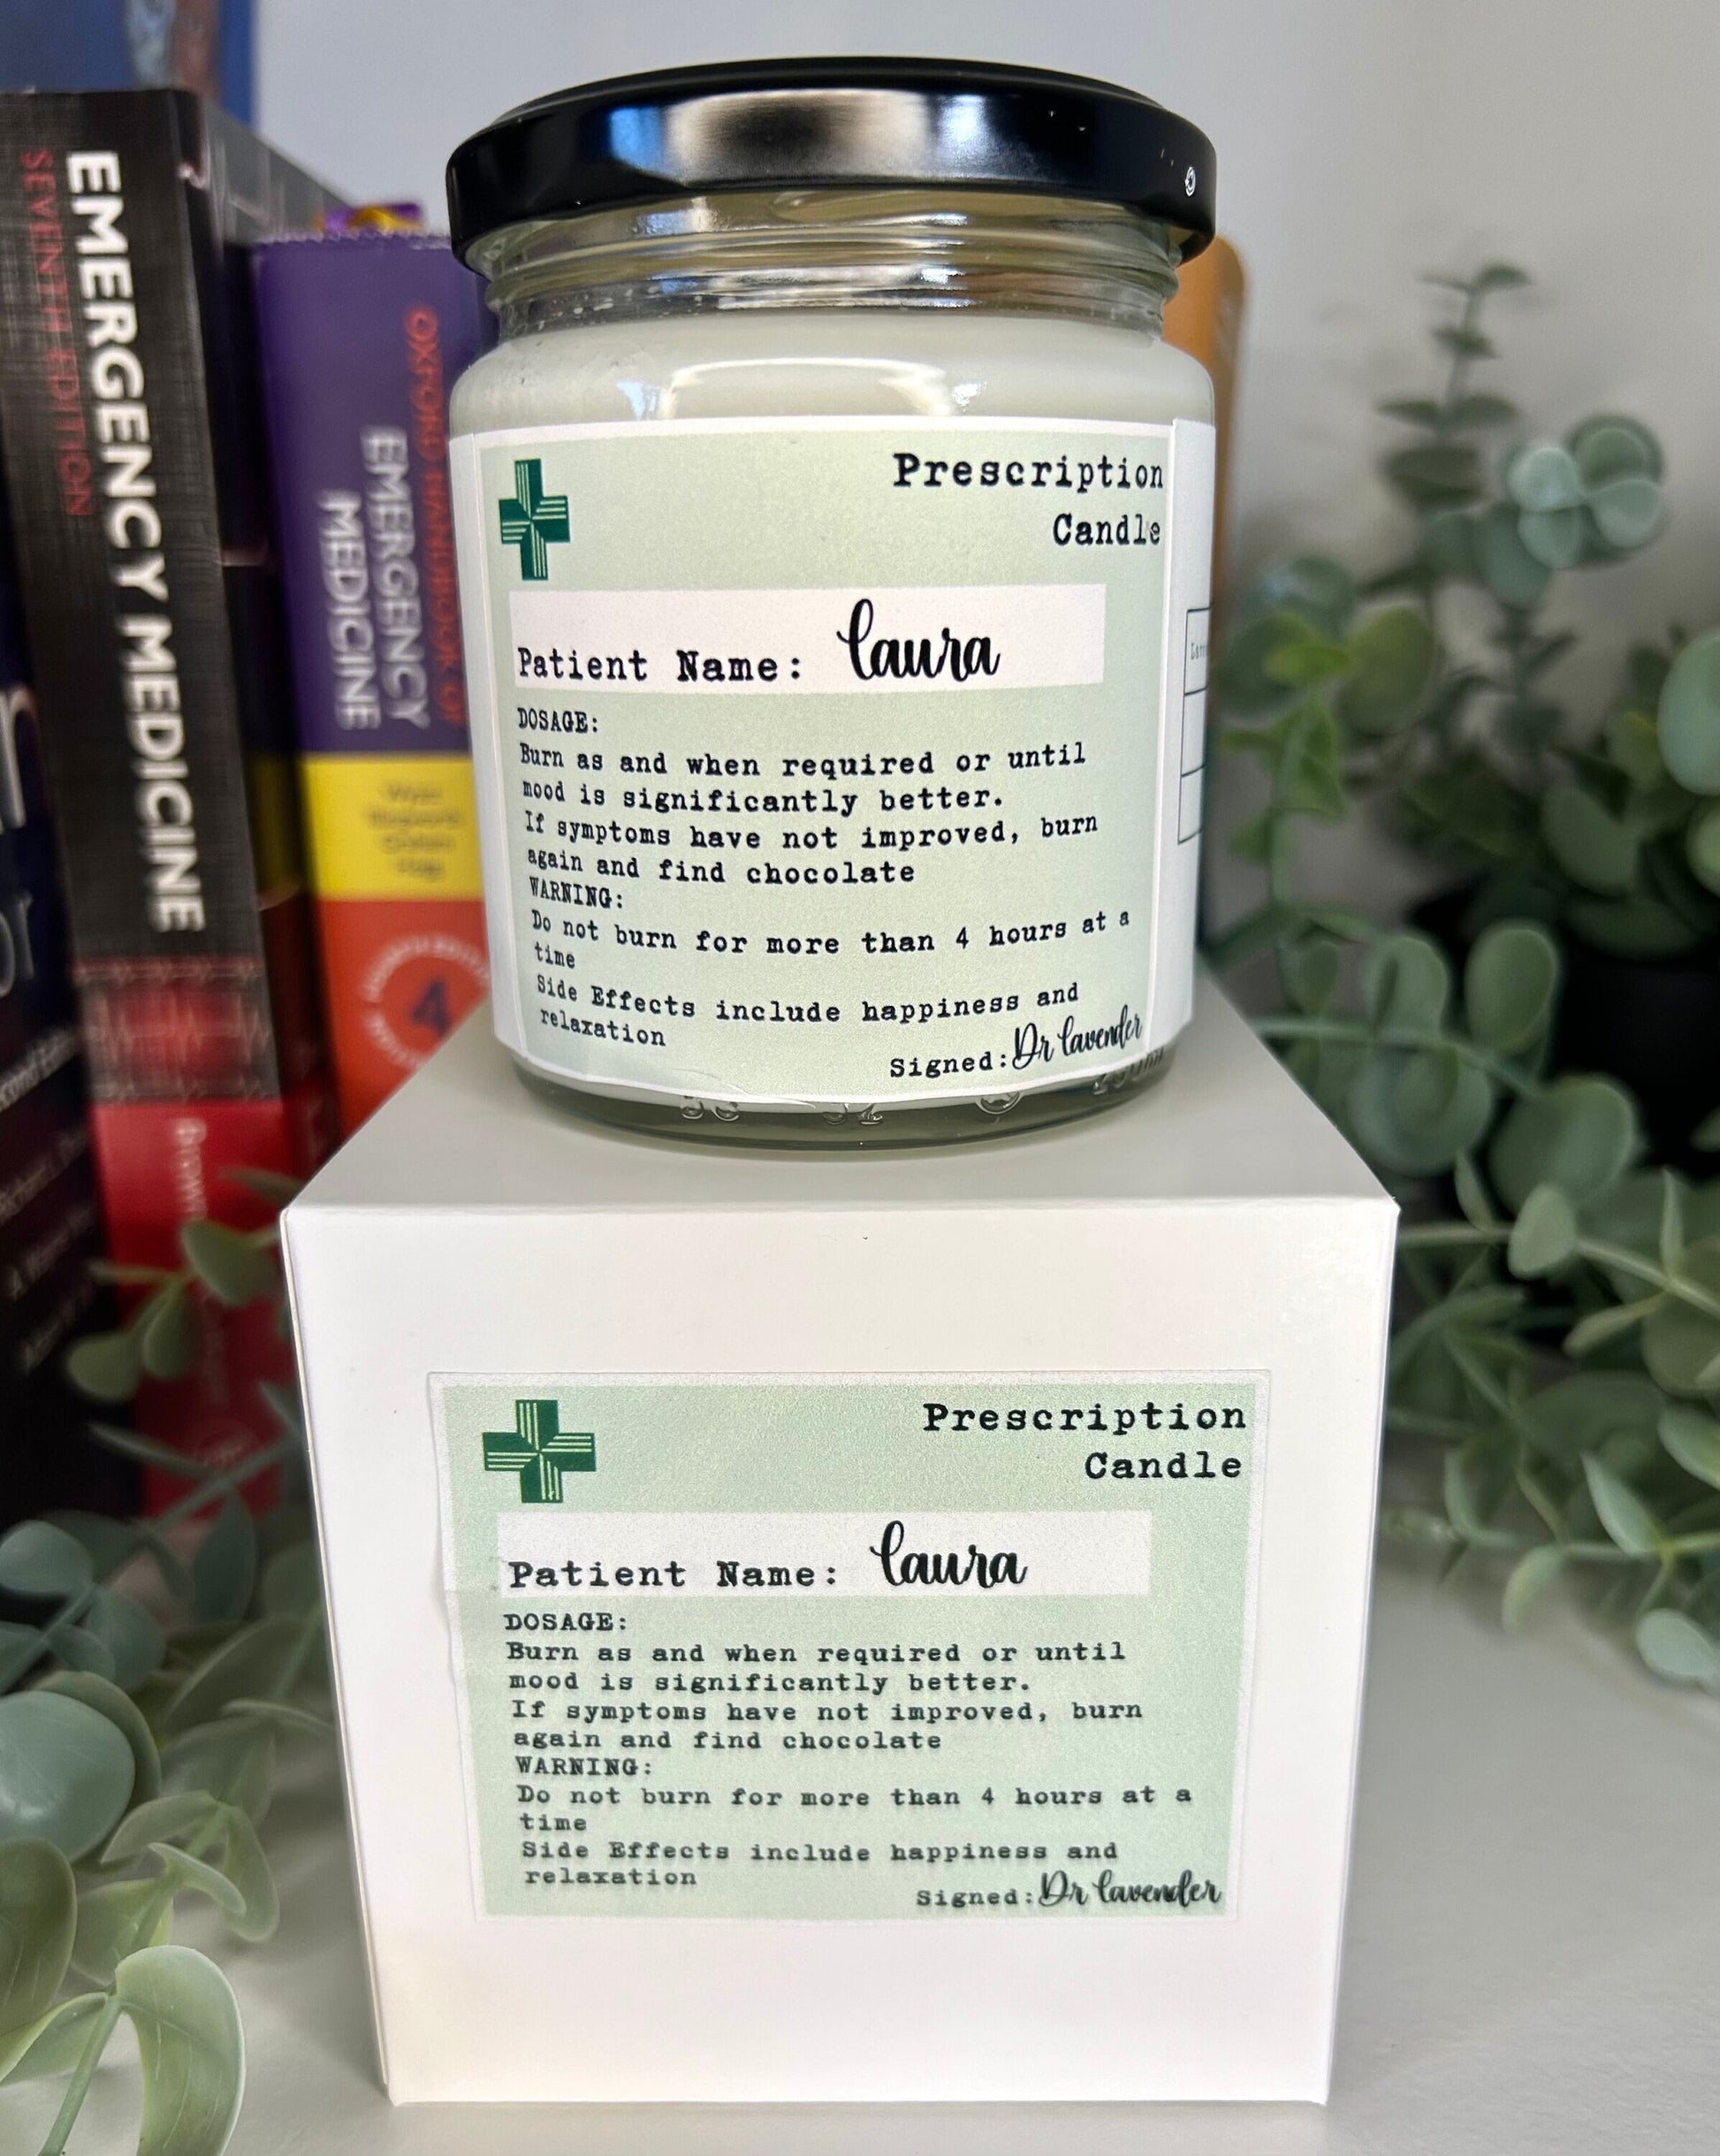 EMERGENCY MEDICINE
SEVENTH EDITION
OXFORD HANDBOOK OF
EMERGENCY
MEDICINE
4
Prescription
Candle
Patient Name: laura
DOSAGE:
Burn as and when required or until
mood is significantly better.
If symptoms have not improved, burn
again and find chocolate
WARNING:
Do not burn for more than 4 hours at a
time
Side Effects include happiness and
relaxation
Signed: Dr lavender
Prescription
Candle
Patient Name: laura
DOSAGE:
Burn as and when required or until
mood is significantly better.
If symptoms have not improved, burn
again and find chocolate
WARNING:
Do not burn for more than 4 hours at a
time
Side Effects include happiness and
relaxation
Signed: Dr lavender